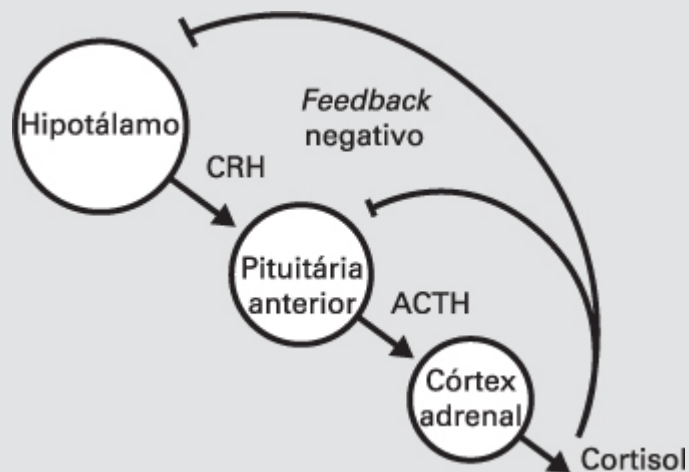 Hipotálamo
Feedback
negativo
CRH
Pituitária
anterior
ACTH
Córtex
adrenal
Cortisol